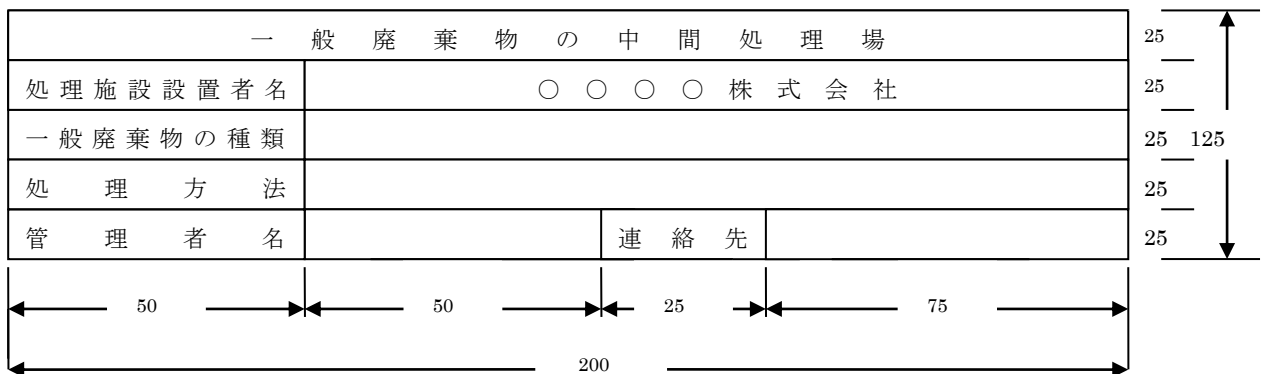 一般廃棄物の中間処理場 25
処理施設設置者名 ○○○○株式会社 25
一般廃棄物の種類 25 125
処理方法 25
管理者名 連絡先 25
50 50 25 75
200